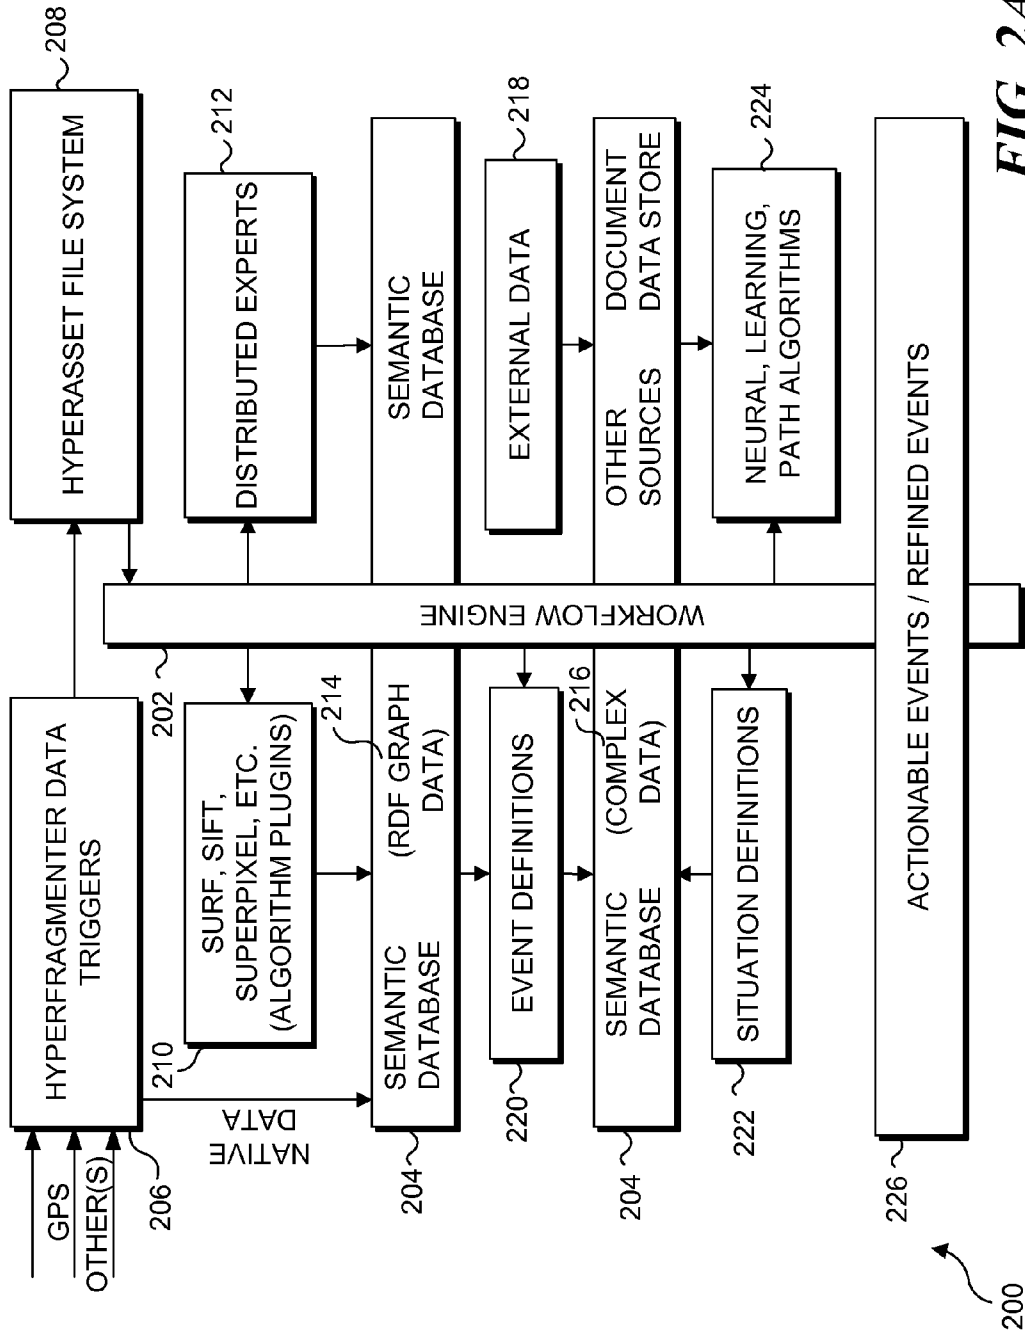 GPS
OTHER(S)
206
HYPERFRAGMENTER DATA
TRIGGERS
HYPERASSET FILE SYSTEM
208
202
NATIVE
DATA
210
SURF, SIFT,
SUPERPIXEL, ETC.
(ALGORITHM PLUGINS)
DISTRIBUTED EXPERTS
212
WORKFLOW ENGINE
204
SEMANTIC
DATABASE
(RDF GRAPH
DATA)
214
SEMANTIC
DATABASE
220
EVENT DEFINITIONS
EXTERNAL DATA
218
204
SEMANTIC
DATABASE
(COMPLEX
DATA)
216
OTHER
SOURCES
DOCUMENT
DATA STORE
222
SITUATION DEFINITIONS
NEURAL, LEARNING,
PATH ALGORITHMS
224
226
ACTIONABLE EVENTS / REFINED EVENTS
200
FIG. 2A